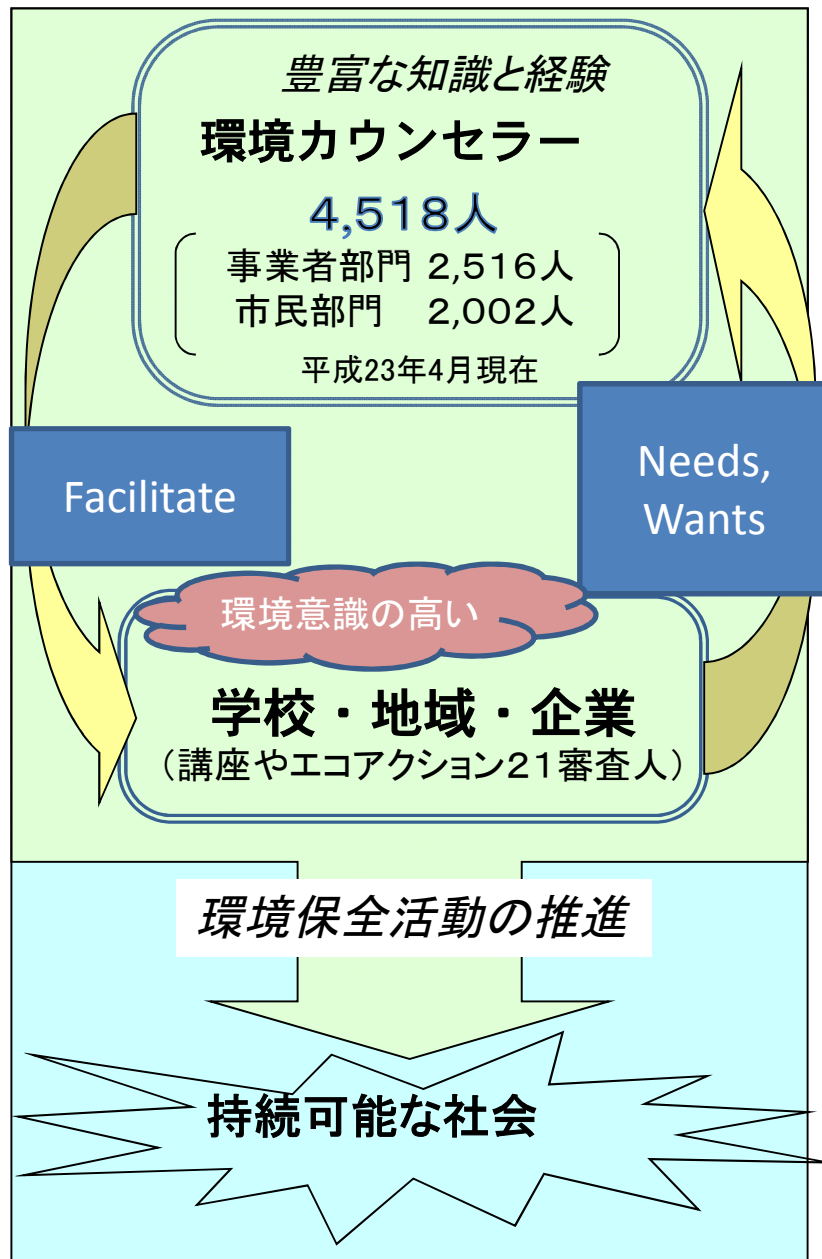 豊富な知識と経験
環境カウンセラー
4,518人
事業者部門 2,516人
市民部門 2,002人
平成23年4月現在
Facilitate
Needs,
Wants
環境意識の高い
学校・地域・企業
（講座やエコアクション21審査人）
環境保全活動の推進
持続可能な社会